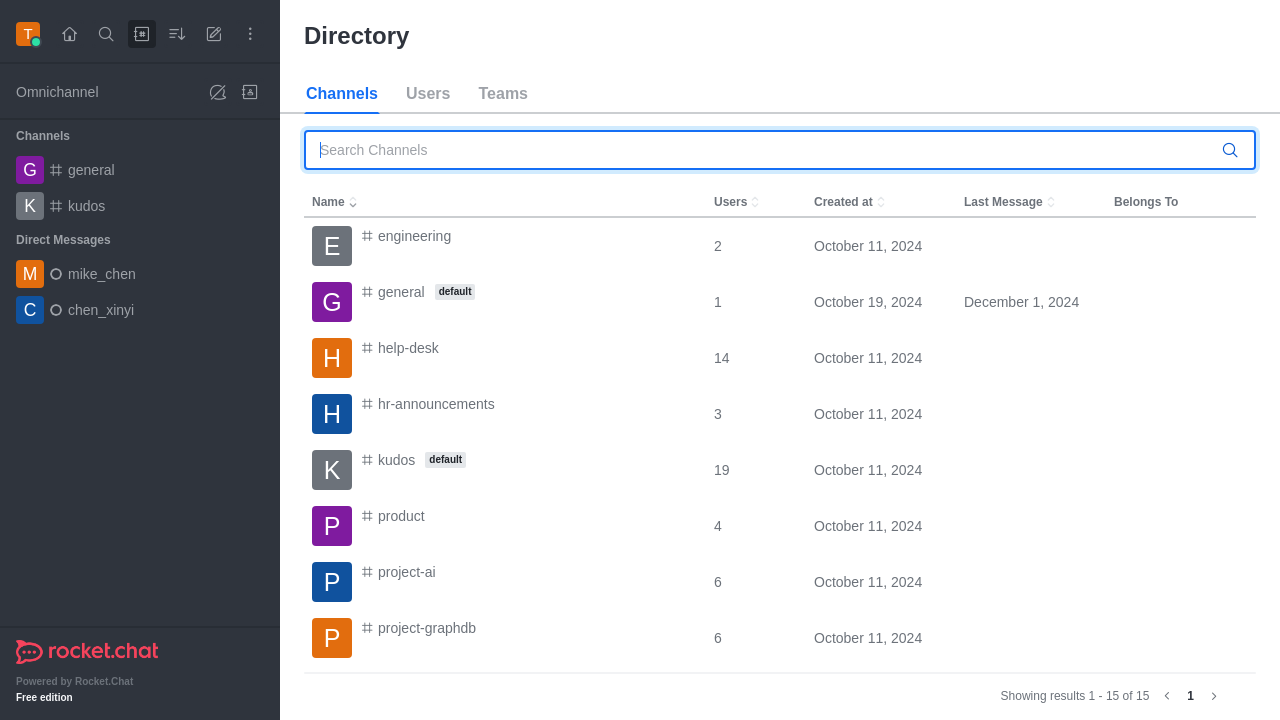 T
Directory
Omnichannel
Channels
G general
K kudos
Direct Messages
M mike_chen
C chen_xinyi
rocket.chat
Powered by Rocket.Chat
Free edition
Channels Users Teams
Search Channels
Name Users Created at Last Message Belongs To
E engineering 2 October 11, 2024
G general default 1 October 19, 2024 December 1, 2024
H help-desk 14 October 11, 2024
H hr-announcements 3 October 11, 2024
K kudos default 19 October 11, 2024
P product 4 October 11, 2024
P project-ai 6 October 11, 2024
P project-graphdb 6 October 11, 2024
Showing results 1 - 15 of 15 1